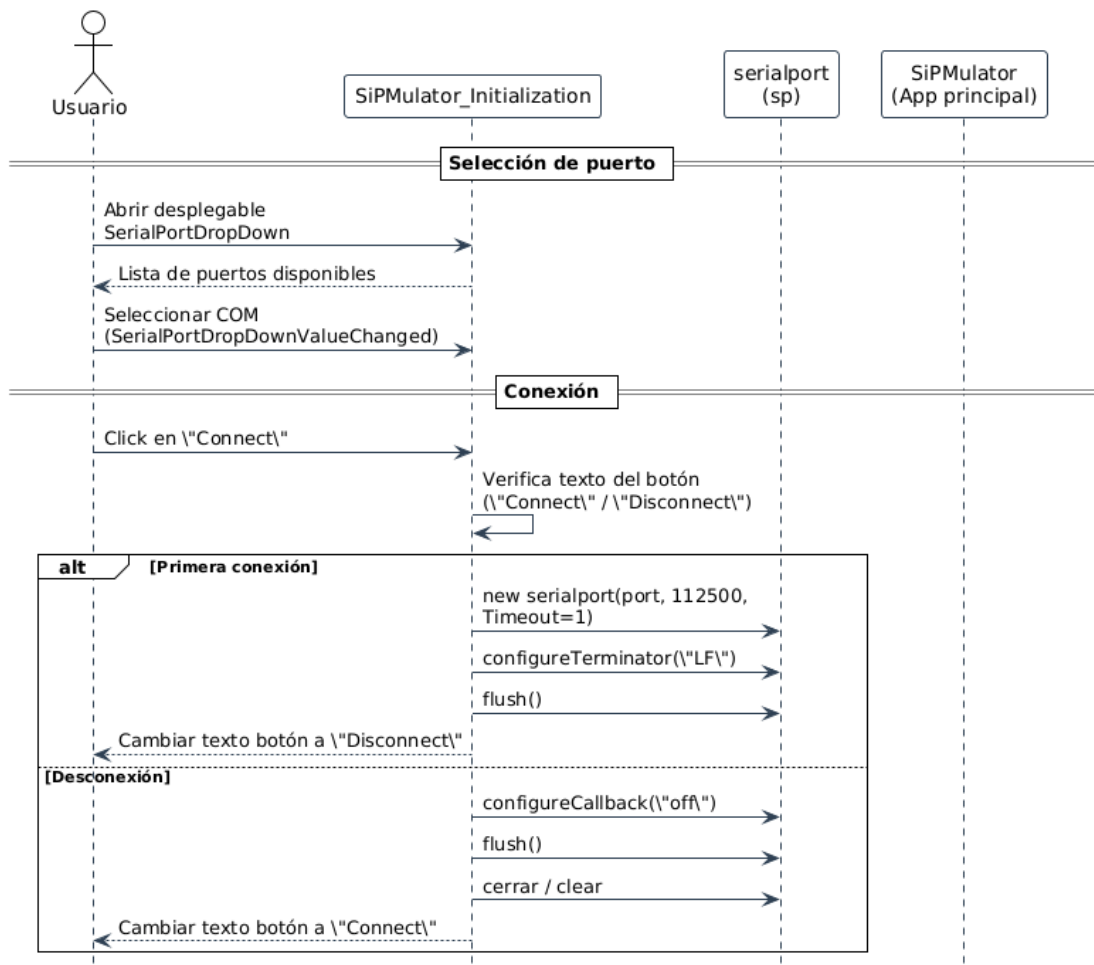 Usuario
SiPMulator_Initialization
serialport
(sp)
SiPMulator
(App principal)
Selección de puerto
Abrir desplegable
SerialPortDropDown
Lista de puertos disponibles
Seleccionar COM
(SerialPortDropDownValueChanged)
Conexión
Click en \"Connect\"
Verifica texto del botón
(\"Connect\" / \"Disconnect\")
alt
[Primera conexión]
new serialport(port, 112500,
Timeout=1)
configureTerminator(\"LF\")
flush()
Cambiar texto botón a \"Disconnect\"
[Desconexión]
configureCallback(\"off\")
flush()
cerrar / clear
Cambiar texto botón a \"Connect\"